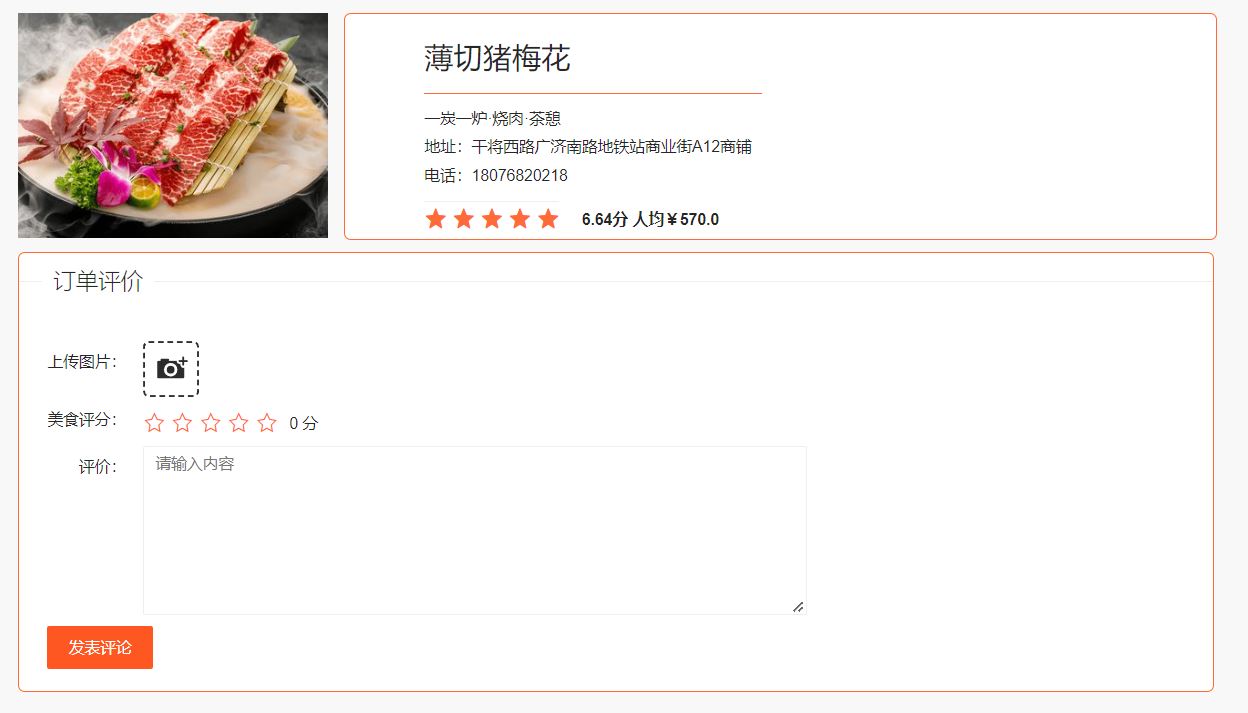 薄切猪梅花
一炭一炉·烧肉·茶憩
地址：干将西路广济南路地铁站商业街A12商铺
电话：18076820218
6.64分 人均￥570.0
订单评价
上传图片：
美食评分：
0 分
评价：
请输入内容
发表评论